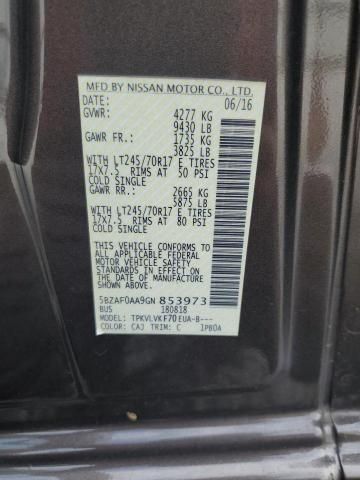 MFD BY NISSAN MOTOR CO., LTD.
DATE: 06/16
GVWR: 4277 KG
9430 LB
GAWR FR.: 1735 KG
3825 LB
WITH LT245/70R17 E TIRES
17X7.5 RIMS AT 50 PSI
COLD SINGLE
GAWR RR.: 2665 KG
5875 LB
WITH LT245/70R17 E TIRES
17X7.5 RIMS AT 80 PSI
COLD SINGLE
THIS VEHICLE CONFORMS TO
ALL APPLICABLE FEDERAL
MOTOR VEHICLE SAFETY
STANDARDS IN EFFECT ON
THE DATE OF MANUFACTURE
SHOWN ABOVE.
5BZAF0AA9GN 853973
BUS 180818
MODEL: TPKVLVKF70EUA-B---
COLOR: CAJ TRIM: C 1PBOA